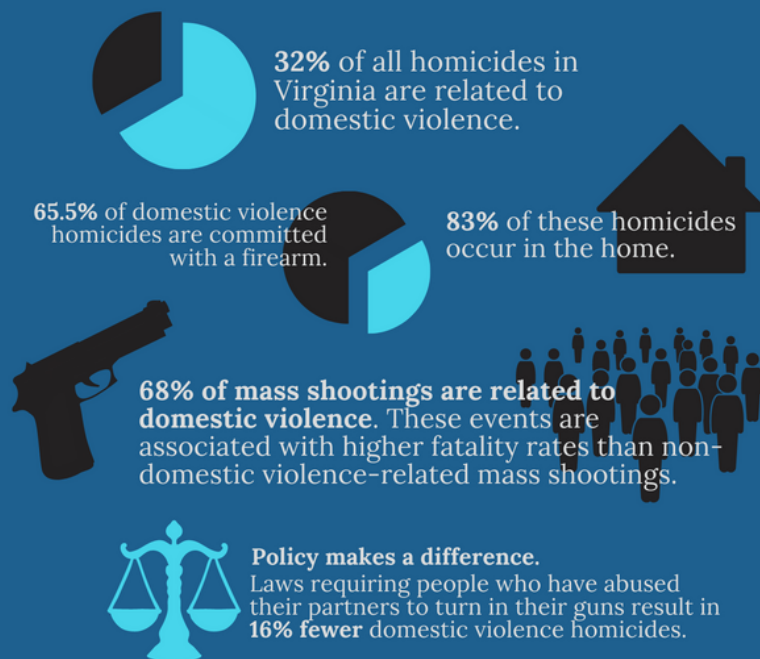 32% of all homicides in
Virginia are related to
domestic violence.
65.5% of domestic violence
homicides are committed
with a firearm.
83% of these homicides
occur in the home.
68% of mass shootings are related to
domestic violence. These events are
associated with higher fatality rates than non-
domestic violence-related mass shootings.
Policy makes a difference.
Laws requiring people who have abused
their partners to turn in their guns result in
16% fewer domestic violence homicides.